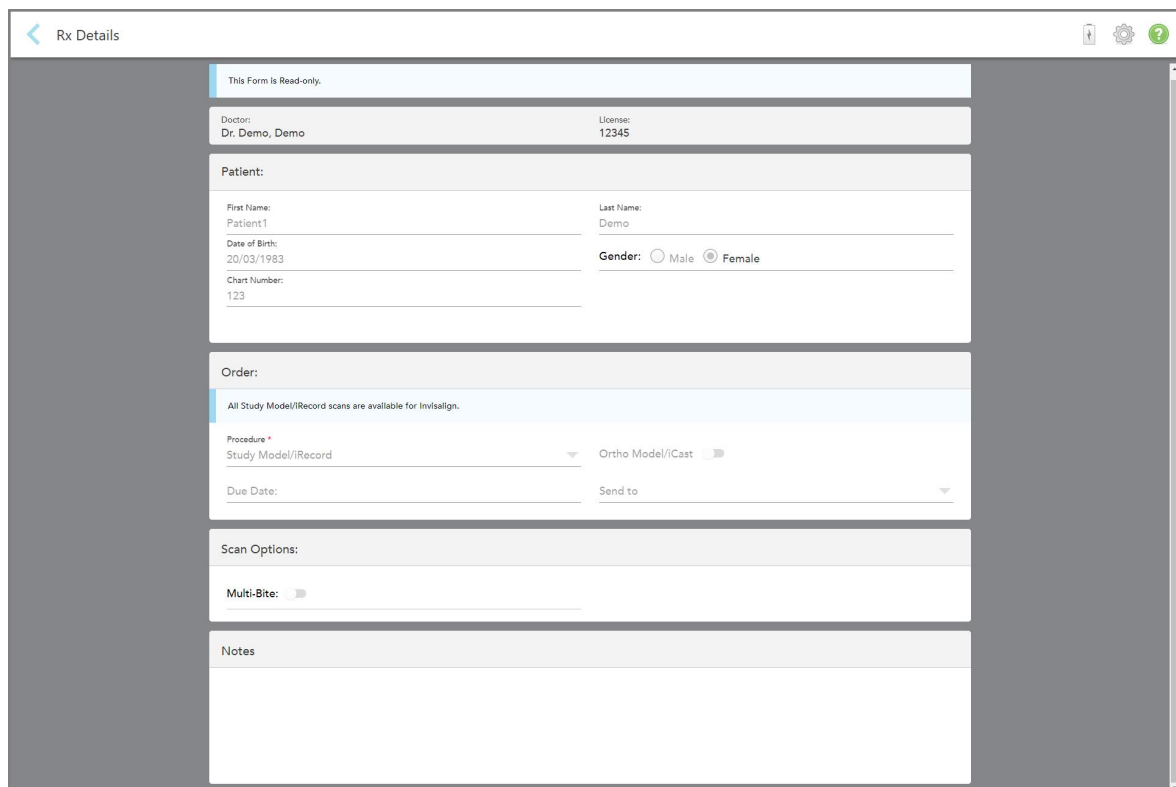 Rx Details
?
This Form is Read-only.
Doctor: License:
Dr. Demo, Demo 12345
Patient:
First Name: Last Name:
Patient1 Demo
Date of Birth:
20/03/1983 Gender: Male Female
Chart Number:
123
Order:
All Study Model/iRecord scans are available for Invisalign.
Procedure *
Study Model/iRecord Ortho Model/iCast
Due Date: Send to
Scan Options:
Multi-Bite:
Notes